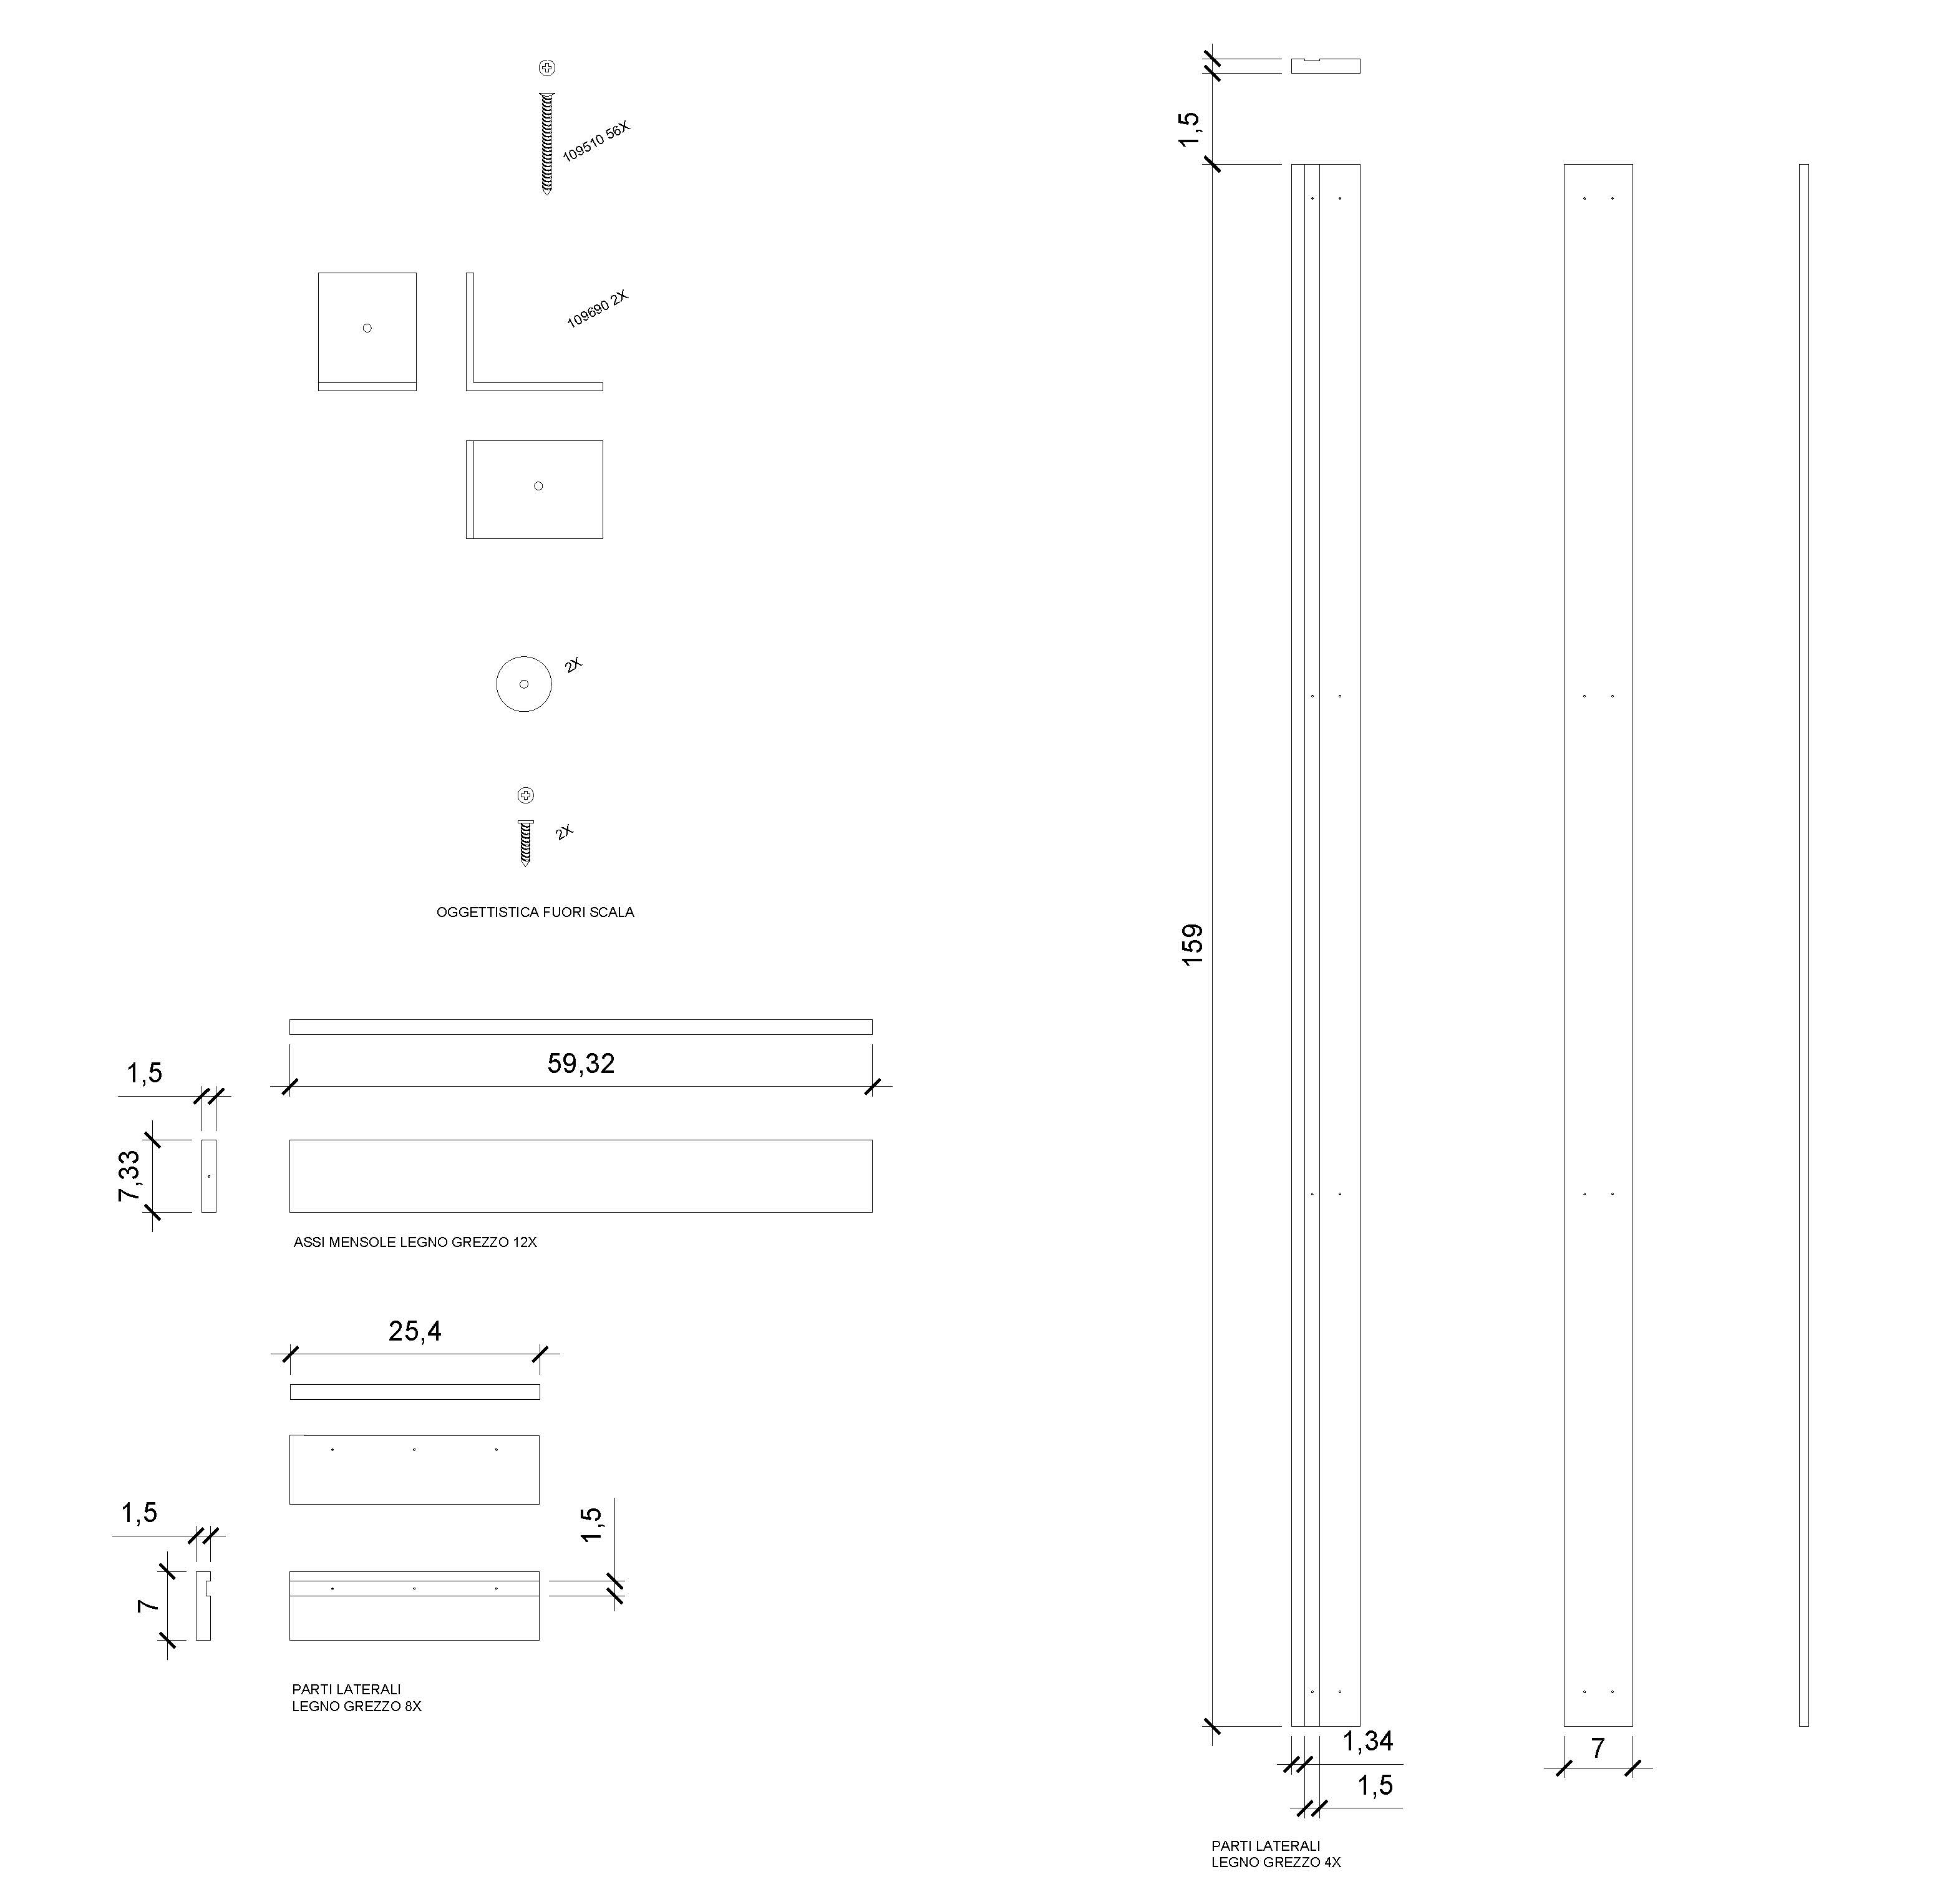 109510 56X
109690 2X
2X
2X
OGGETTISTICA FUORI SCALA
59,32
1,5
7,33
ASSI MENSOLE LEGNO GREZZO 12X
25,4
1,5
1,5
7
PARTI LATERALI
LEGNO GREZZO 8X
1,5
159
1,34
7
1,5
PARTI LATERALI
LEGNO GREZZO 4X